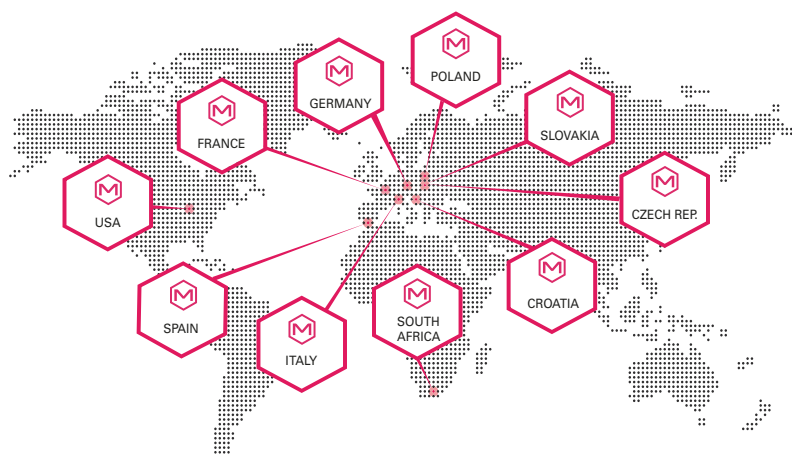 POLAND
GERMANY
SLOVAKIA
FRANCE
USA
CZECH REP.
SPAIN
CROATIA
SOUTH
AFRICA
ITALY